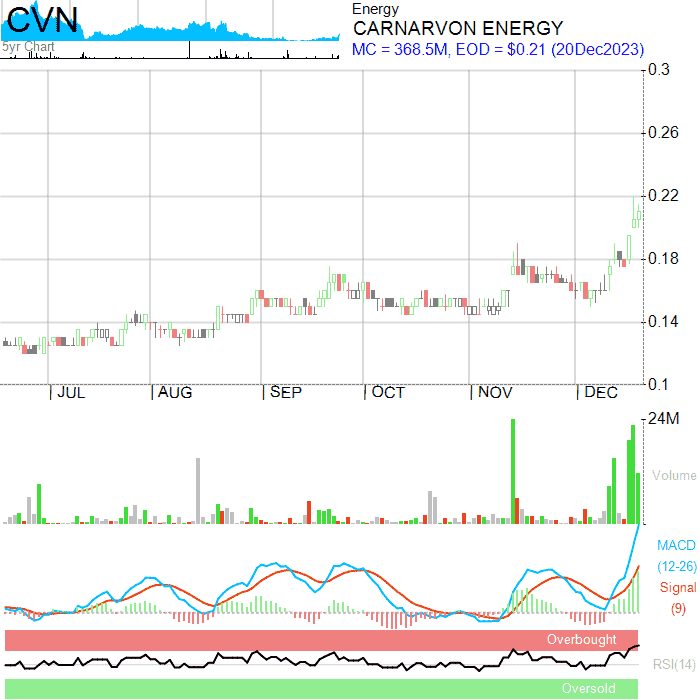 CVN
5yr Chart
Energy
CARNARVON ENERGY
MC = 368.5M, EOD = $0.21 (20Dec2023)
0.3
0.26
0.22
0.18
0.14
0.1
JUL AUG SEP OCT NOV DEC
24M
Volume
MACD
(12-26)
Signal
(9)
Overbought
RSI(14)
Oversold